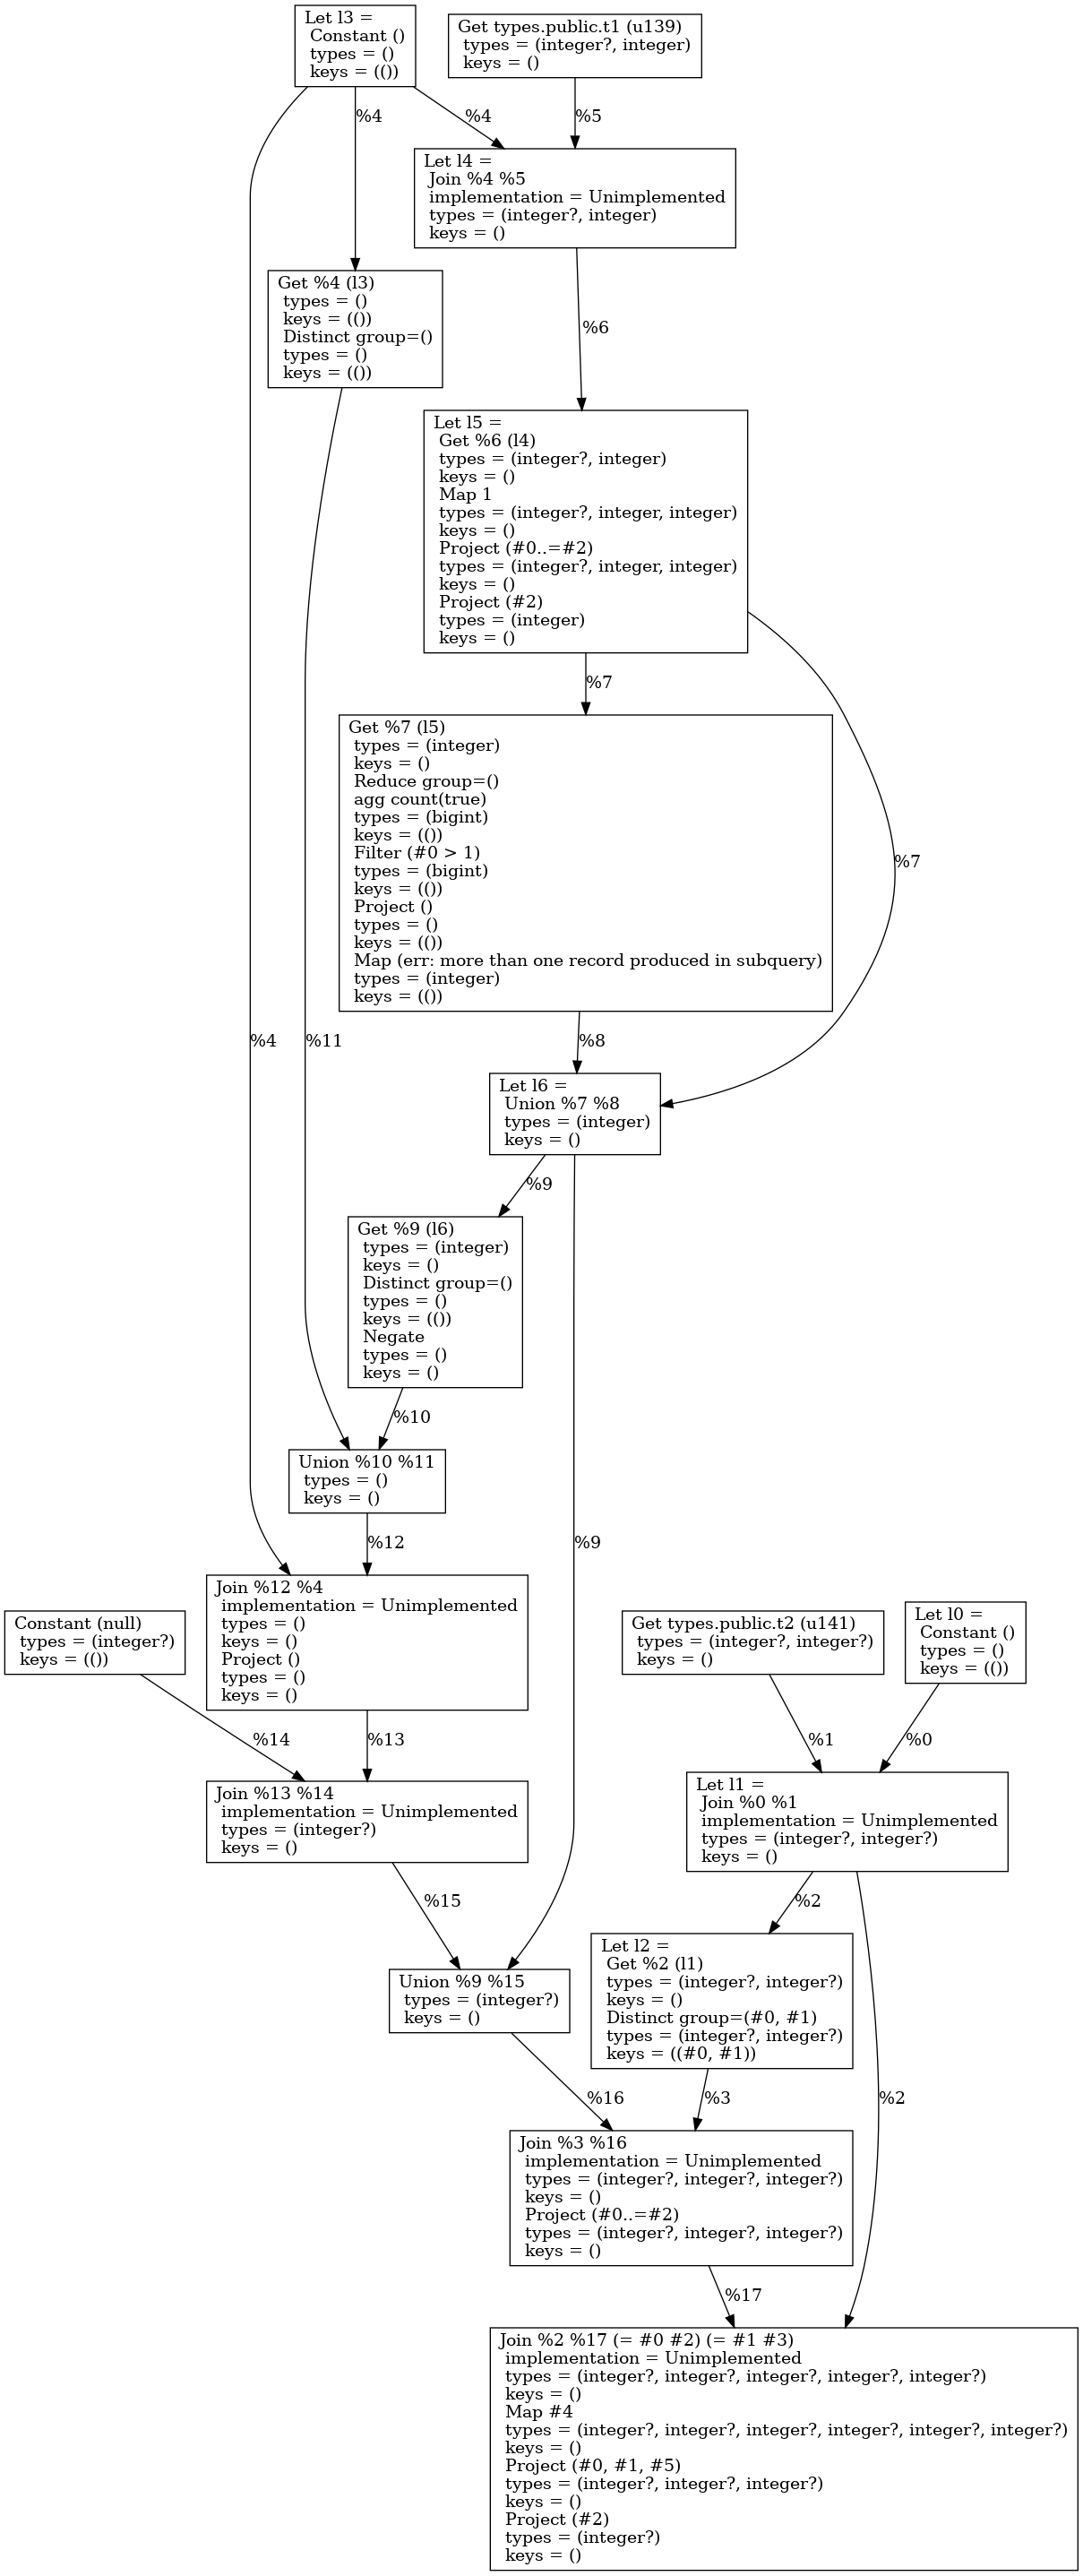 Let l3 =
Constant ()
types = ()
keys = (())
Get types.public.t1 (u139)
types = (integer?, integer)
keys = ()
%4
%4
%5
Let l4 =
Join %4 %5
implementation = Unimplemented
types = (integer?, integer)
keys = ()
Get %4 (l3)
types = ()
keys = (())
Distinct group=()
types = ()
keys = (())
%6
Let l5 =
Get %6 (l4)
types = (integer?, integer)
keys = ()
Map 1
types = (integer?, integer, integer)
keys = ()
Project (#0..=#2)
types = (integer?, integer, integer)
keys = ()
Project (#2)
types = (integer)
keys = ()
%7
Get %7 (l5)
types = (integer)
keys = ()
Reduce group=()
agg count(true)
types = (bigint)
keys = (())
Filter (#0 > 1)
types = (bigint)
keys = (())
Project ()
types = ()
keys = (())
Map (err: more than one record produced in subquery)
types = (integer)
keys = (())
%7
%4
%11
%8
Let l6 =
Union %7 %8
types = (integer)
keys = ()
%9
Get %9 (l6)
types = (integer)
keys = ()
Distinct group=()
types = ()
keys = (())
Negate
types = ()
keys = ()
%10
Union %10 %11
types = ()
keys = ()
%12
%9
Join %12 %4
implementation = Unimplemented
types = ()
keys = ()
Project ()
types = ()
keys = ()
Constant (null)
types = (integer?)
keys = (())
Get types.public.t2 (u141)
types = (integer?, integer?)
keys = ()
Let l0 =
Constant ()
types = ()
keys = (())
%14
%13
%1
%0
Join %13 %14
implementation = Unimplemented
types = (integer?)
keys = ()
Let l1 =
Join %0 %1
implementation = Unimplemented
types = (integer?, integer?)
keys = ()
%15
%2
Union %9 %15
types = (integer?)
keys = ()
Let l2 =
Get %2 (l1)
types = (integer?, integer?)
keys = ()
Distinct group=(#0, #1)
types = (integer?, integer?)
keys = ((#0, #1))
%16
%3
%2
Join %3 %16
implementation = Unimplemented
types = (integer?, integer?, integer?)
keys = ()
Project (#0..=#2)
types = (integer?, integer?, integer?)
keys = ()
%17
Join %2 %17 (= #0 #2) (= #1 #3)
implementation = Unimplemented
types = (integer?, integer?, integer?, integer?, integer?)
keys = ()
Map #4
types = (integer?, integer?, integer?, integer?, integer?, integer?)
keys = ()
Project (#0, #1, #5)
types = (integer?, integer?, integer?)
keys = ()
Project (#2)
types = (integer?)
keys = ()